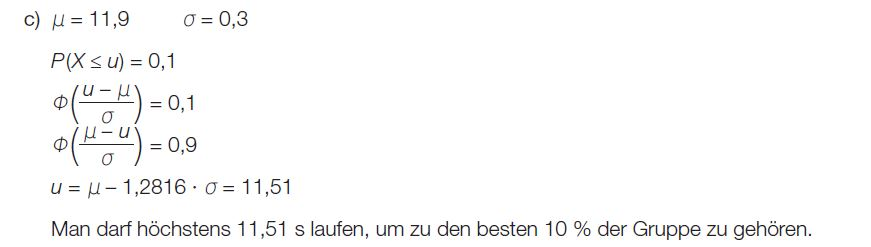 c) μ = 11,9 σ = 0,3
P(X ≤ u) = 0,1
Φ((u – μ)/σ) = 0,1
Φ((μ – u)/σ) = 0,9
u = μ – 1,2816 · σ = 11,51
Man darf höchstens 11,51 s laufen, um zu den besten 10 % der Gruppe zu gehören.